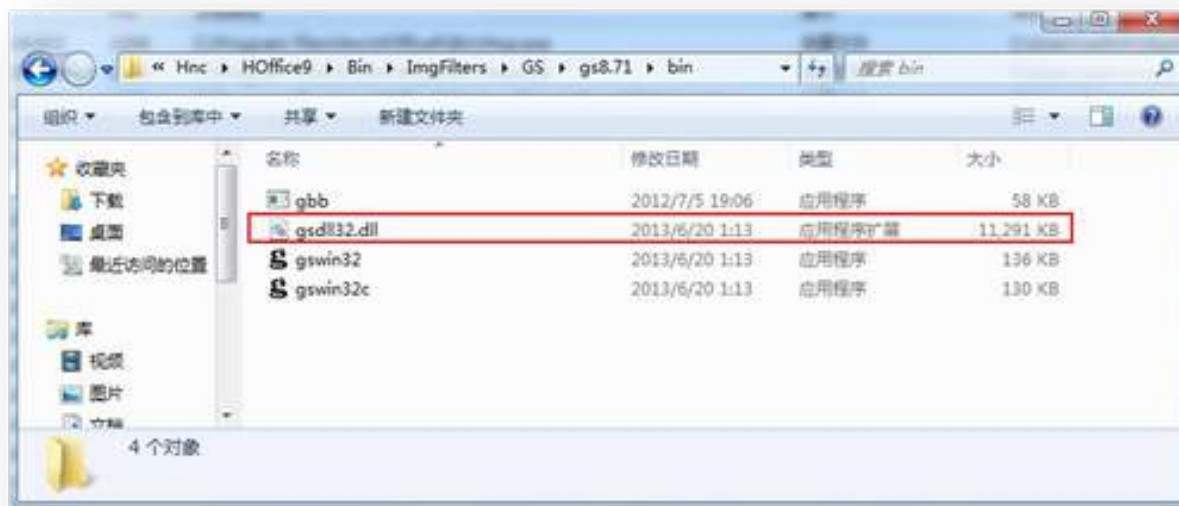 « Hnc ▸ HOffice9 ▸ Bin ▸ ImgFilters ▸ GS ▸ gs8.71 ▸ bin
搜索 bin
组织 包含到库中 共享 新建文件夹
收藏夹
下载
桌面
最近访问的位置
库
视频
图片
文档
名称 修改日期 类型 大小
gbb 2012/7/5 19:06 应用程序 58 KB
gsdll32.dll 2013/6/20 1:13 应用程序扩展 11,291 KB
gswin32 2013/6/20 1:13 应用程序 136 KB
gswin32c 2013/6/20 1:13 应用程序 130 KB
4 个对象